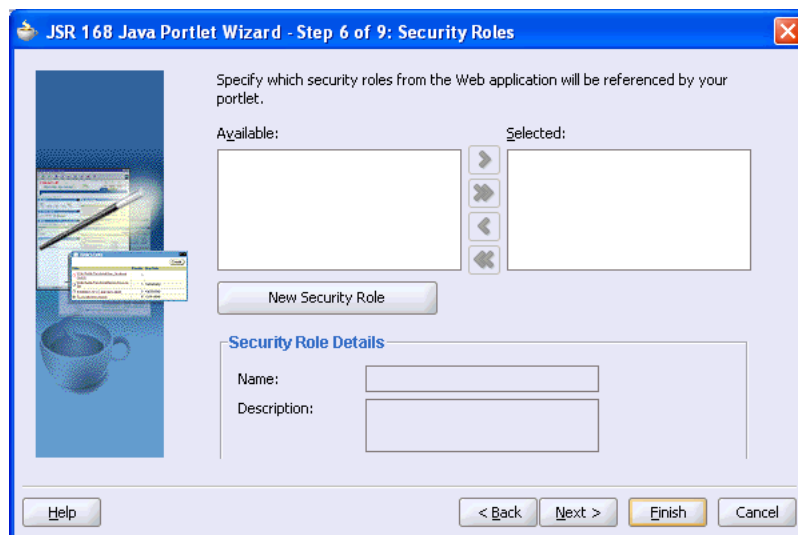 JSR 168 Java Portlet Wizard - Step 6 of 9: Security Roles
Specify which security roles from the Web application will be referenced by your
portlet.
Available:
Selected:
New Security Role
Security Role Details
Name:
Description:
Help
< Back
Next >
Finish
Cancel